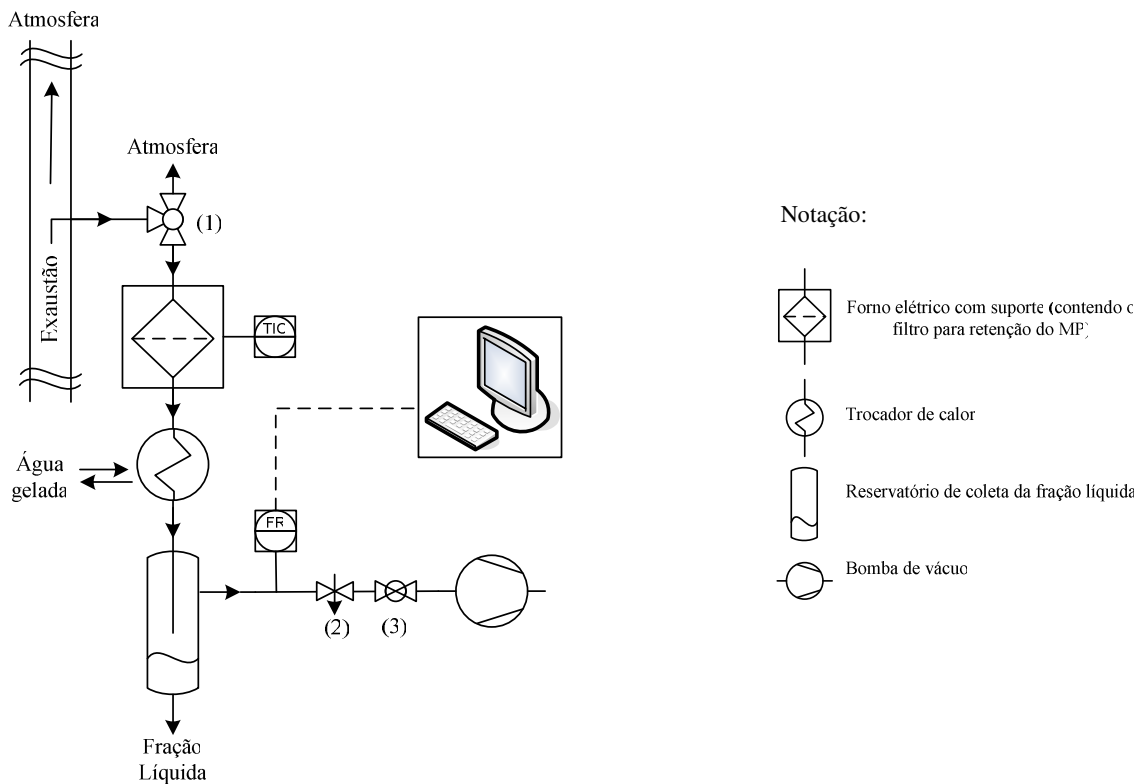 Atmosfera
Atmosfera
(1)
Exaustão
TIC
Água
gelada
FR
(2)
(3)
Fração
Líquida
Notação:
Forno elétrico com suporte (contendo o
filtro para retenção do MP)
Trocador de calor
Reservatório de coleta da fração líquida
Bomba de vácuo